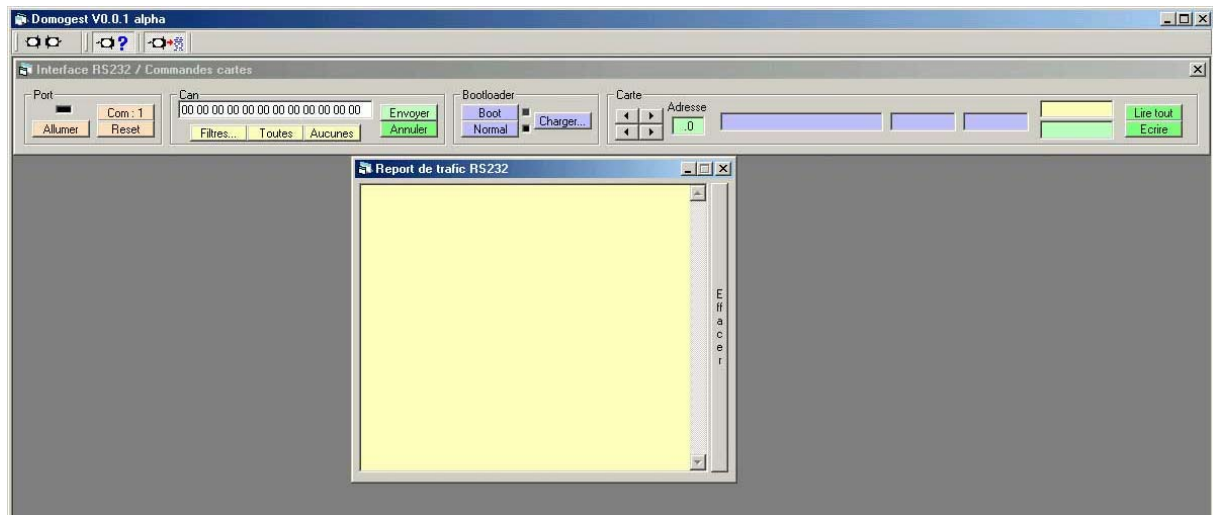 Domogest V0.0.1 alpha
?
Interface RS232 / Commandes cartes
Port
Com : 1
Allumer
Reset
Can
00 00 00 00 00 00 00 00 00 00 00 00
Envoyer
Annuler
Filtres...
Toutes
Aucunes
Bootloader
Boot
Normal
Charger...
Carte
Adresse
.0
Lire tout
Ecrire
Report de trafic RS232
Effacer